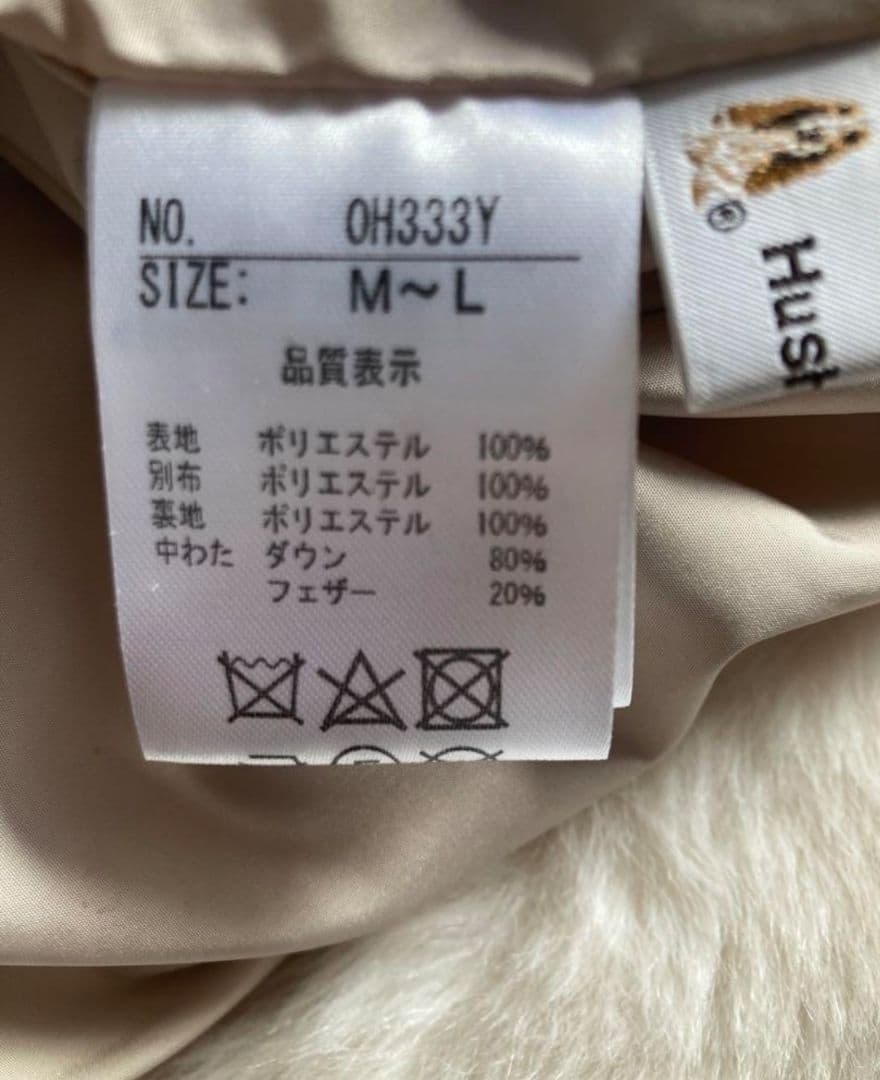 NO. 0H333Y
SIZE: M～L
品質表示
表地 ポリエステル 100%
別布 ポリエステル 100%
裏地 ポリエステル 100%
中わた ダウン 80%
フェザー 20%
®
Hus